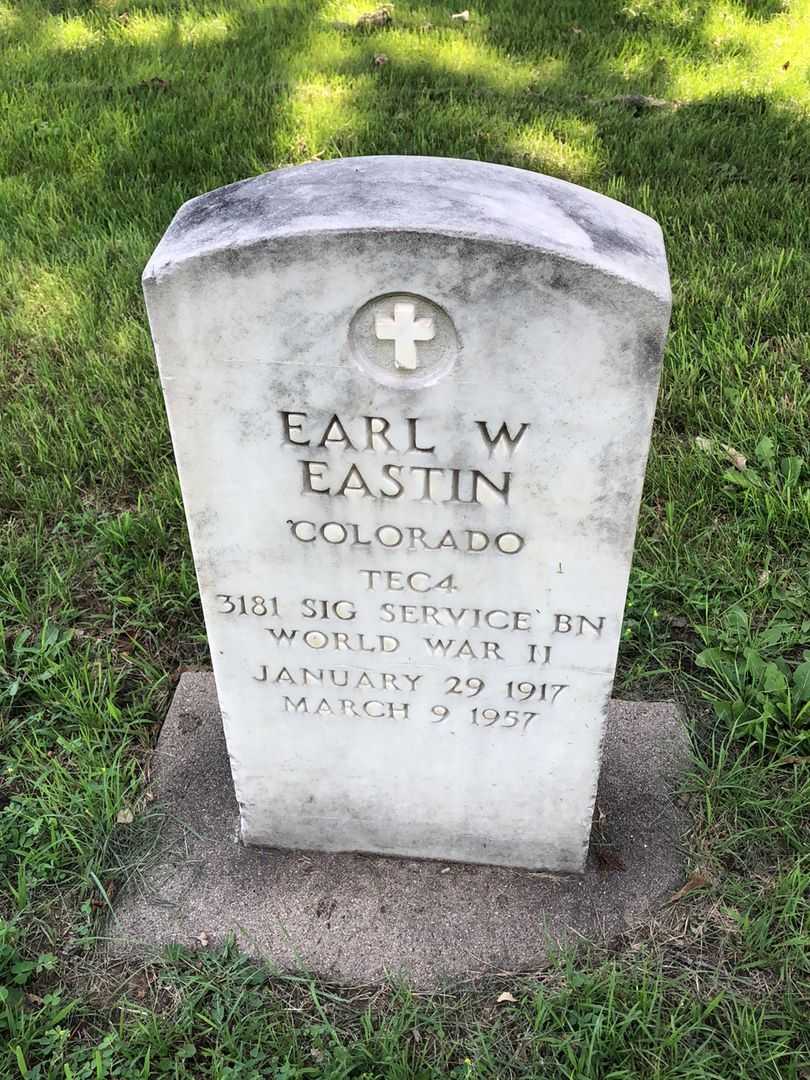 EARL W
EASTIN
COLORADO
TEC4
3181 SIG SERVICE BN
WORLD WAR II
JANUARY 29 1917
MARCH 9 1957